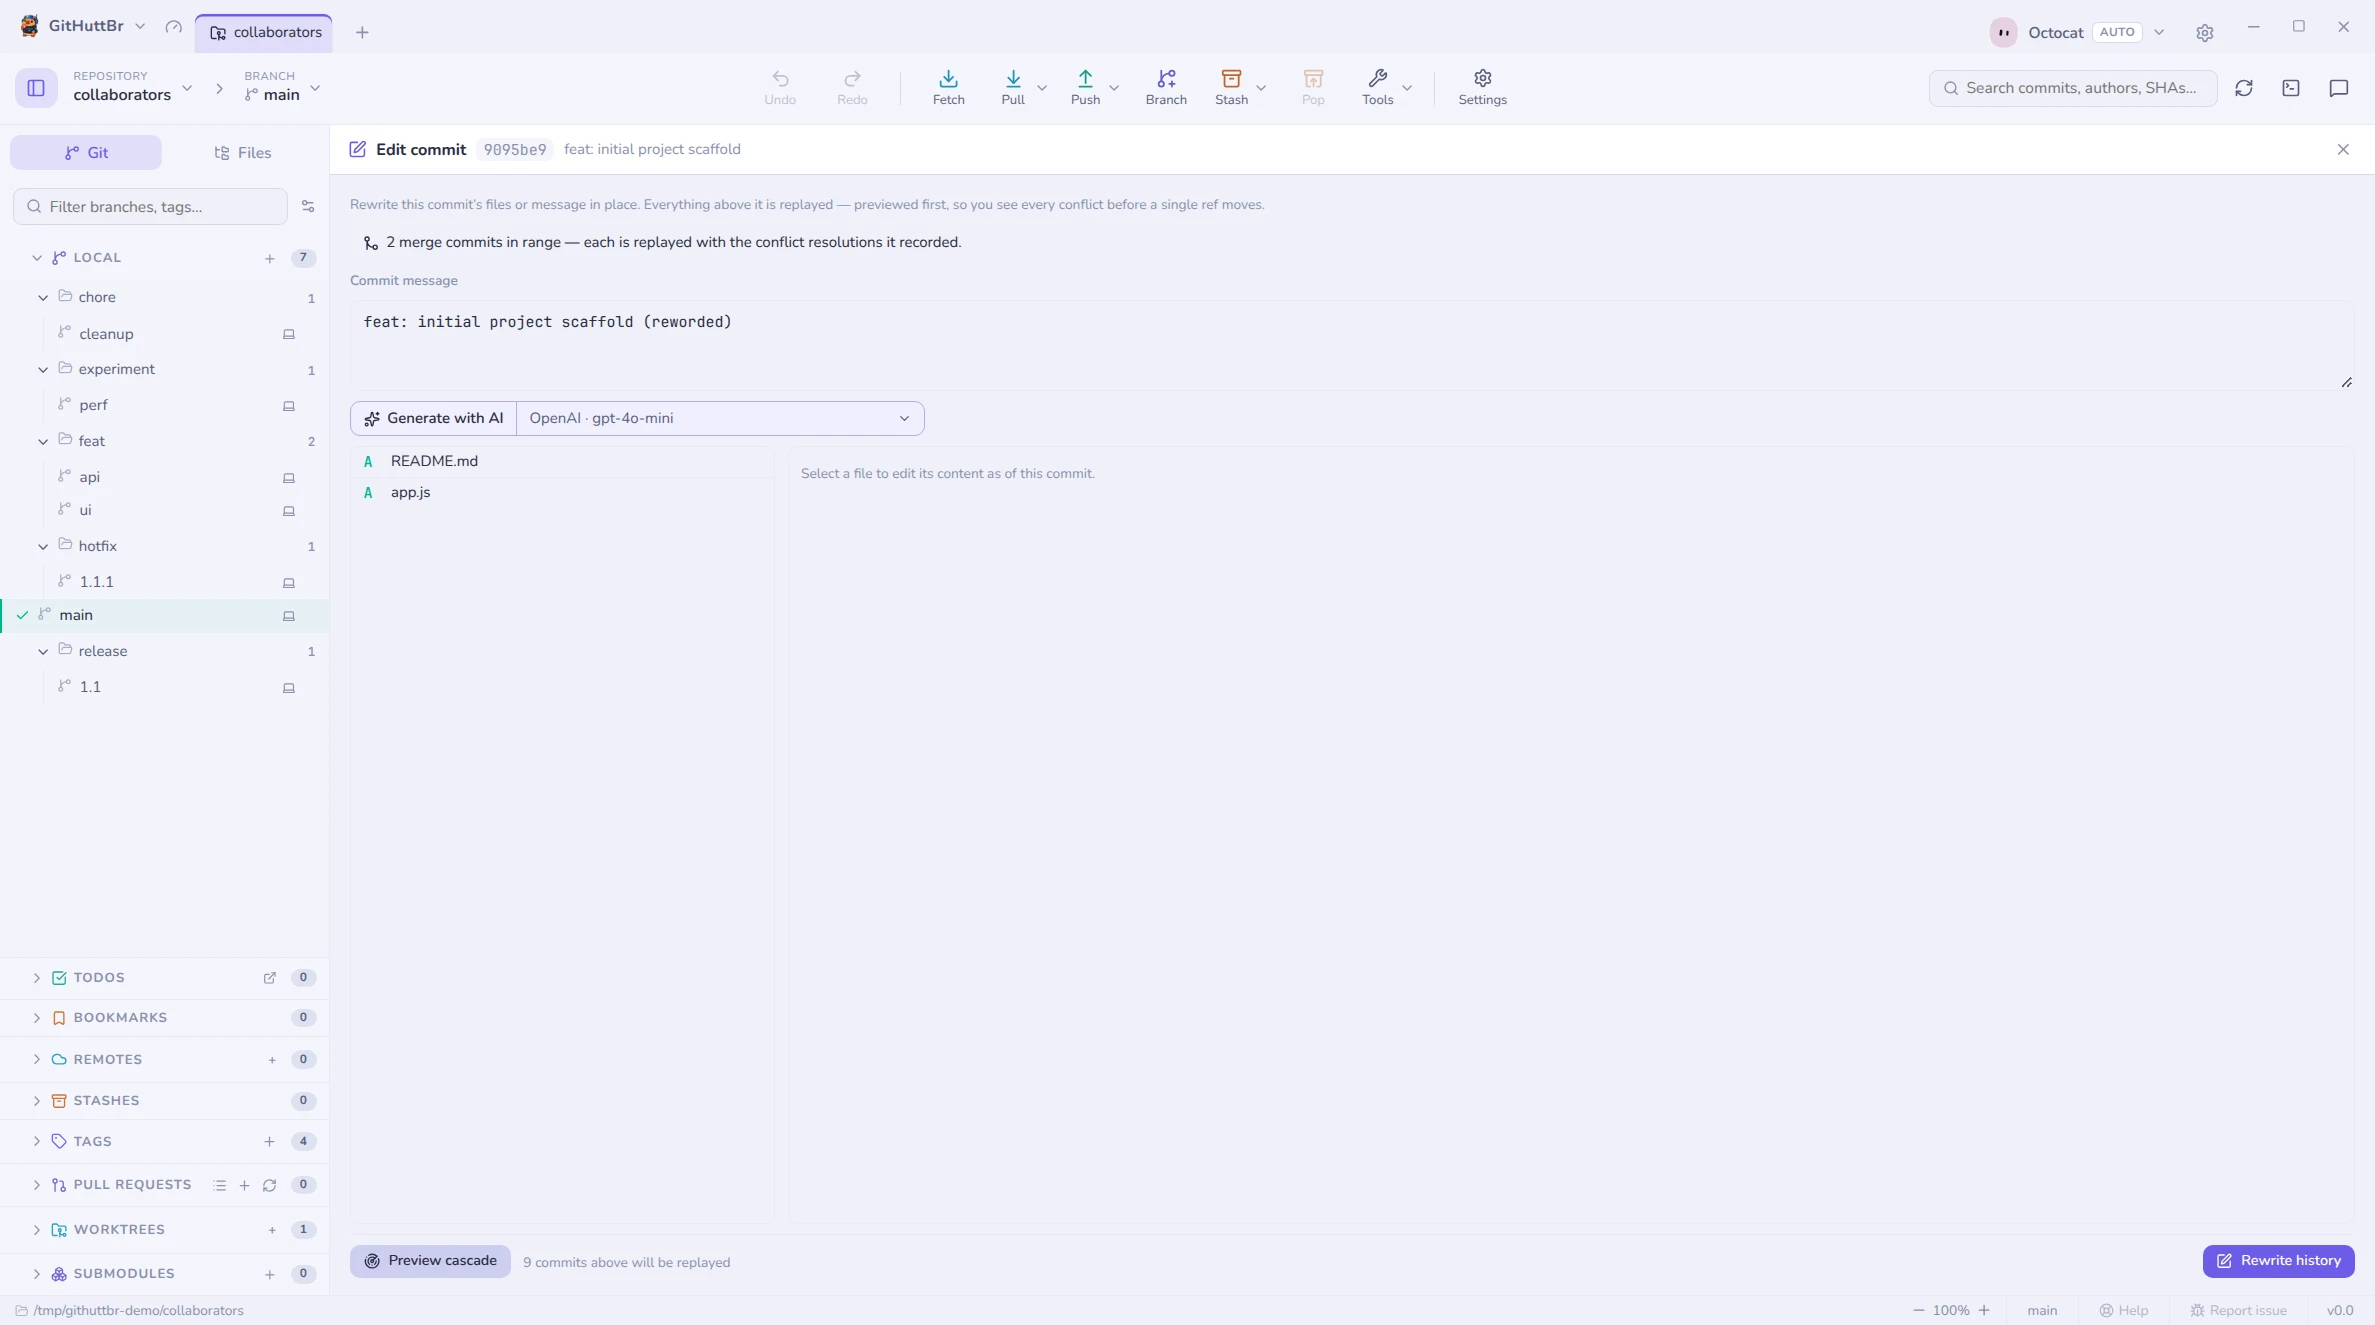 GitHuttBr
collaborators
Octocat AUTO
REPOSITORY
collaborators
BRANCH
main
Undo
Redo
Fetch
Pull
Push
Branch
Stash
Pop
Tools
Settings
Search commits, authors, SHAs...
Git
Files
Edit commit 9095be9 feat: initial project scaffold
Filter branches, tags...
Rewrite this commit's files or message in place. Everything above it is replayed — previewed first, so you see every conflict before a single ref moves.
2 merge commits in range — each is replayed with the conflict resolutions it recorded.
Commit message
feat: initial project scaffold (reworded)
Generate with AI
OpenAI · gpt-4o-mini
A README.md
A app.js
Select a file to edit its content as of this commit.
LOCAL 7
chore 1
cleanup
experiment 1
perf
feat 2
api
ui
hotfix 1
1.1.1
main
release 1
1.1
TODOS 0
BOOKMARKS 0
REMOTES 0
STASHES 0
TAGS 4
PULL REQUESTS 0
WORKTREES 1
SUBMODULES 0
Preview cascade
9 commits above will be replayed
Rewrite history
/tmp/githuttbr-demo/collaborators
100%
main
Help
Report issue
v0.0